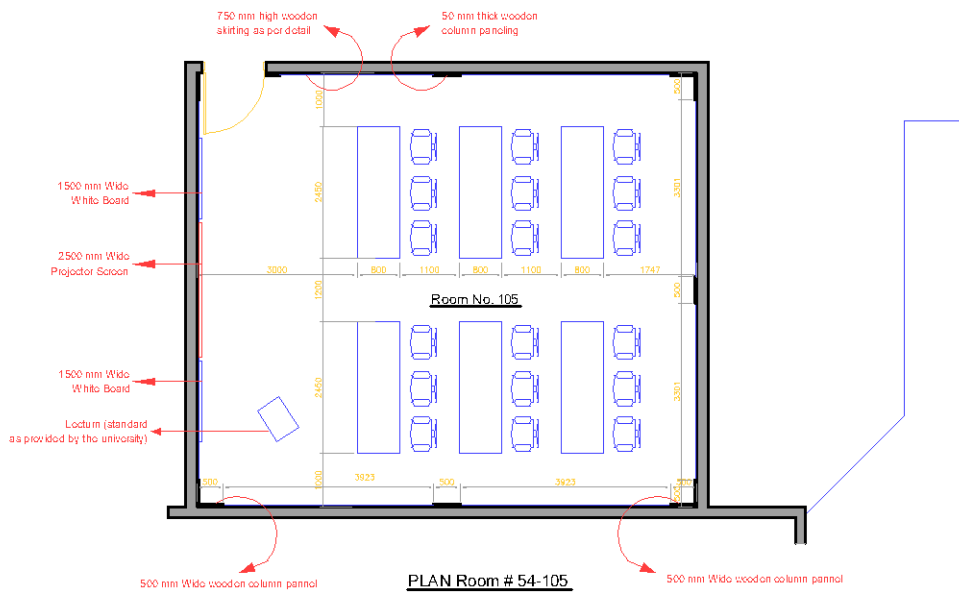 750 mm high wooden
skirting as per detail
50 mm thick wooden
column paneling
1000
500
1500 mm Wide
White Board
2450
3301
2500 mm Wide
Projector Screen
3000
800
1100
800
1100
800
1747
1200
500
Room No. 105
1500 mm Wide
White Board
2450
3301
Lecturn (standard
as provided by the university)
500
3923
500
3923
1000
500 mm Wide wooden column pannel
PLAN Room # 54-105
500 mm Wide wooden column pannel